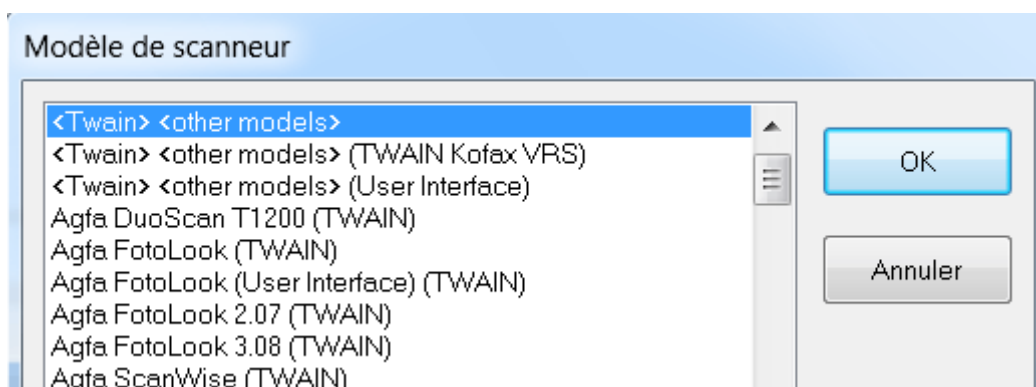 Modèle de scanneur
<Twain> <other models>
<Twain> <other models> (TWAIN Kofax VRS)
<Twain> <other models> (User Interface)
Agfa DuoScan T1200 (TWAIN)
Agfa FotoLook (TWAIN)
Agfa FotoLook (User Interface) (TWAIN)
Agfa FotoLook 2.07 (TWAIN)
Agfa FotoLook 3.08 (TWAIN)
Agfa ScanWise (TWAIN)
OK
Annuler